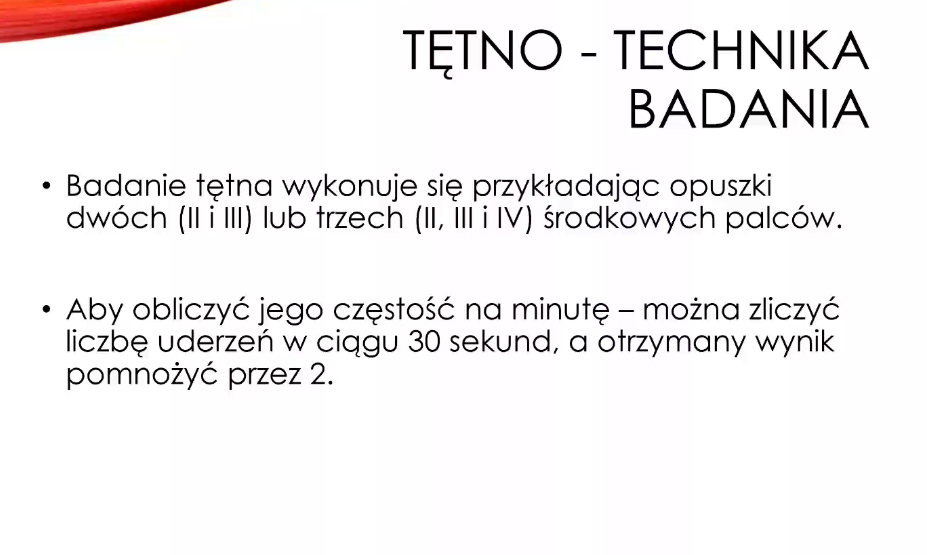 TĘTNO - TECHNIKA
BADANIA
• Badanie tętna wykonuje się przykładając opuszki
dwóch (II i III) lub trzech (II, III i IV) środkowych palców.
• Aby obliczyć jego częstość na minutę – można zliczyć
liczbę uderzeń w ciągu 30 sekund, a otrzymany wynik
pomnożyć przez 2.